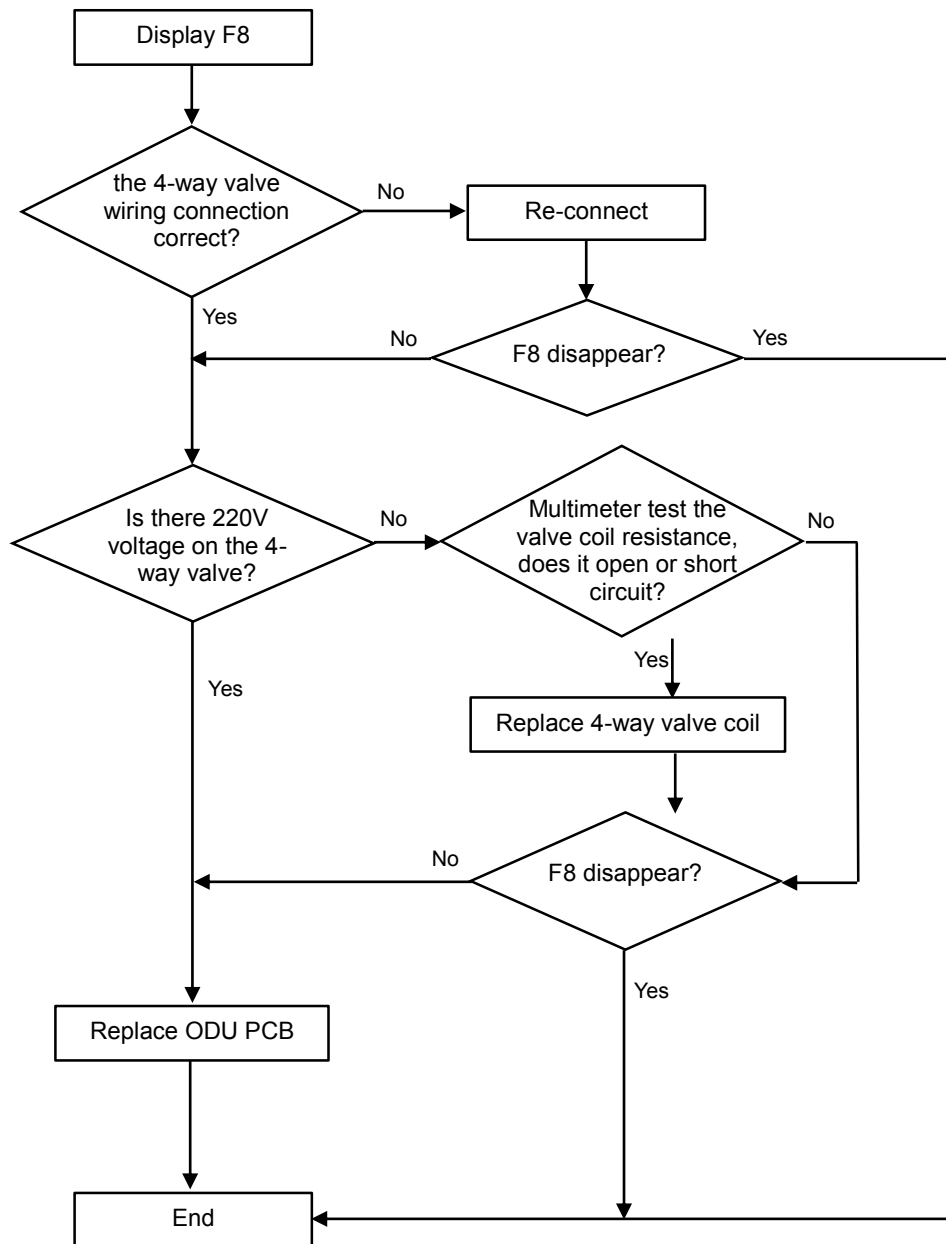 Display F8
the 4-way valve
wiring connection
correct?
No
Re-connect
Yes
No
F8 disappear?
Yes
Is there 220V
voltage on the 4-
way valve?
No
Multimeter test the
valve coil resistance,
does it open or short
circuit?
No
Yes
Yes
Replace 4-way valve coil
No
F8 disappear?
Yes
Replace ODU PCB
End